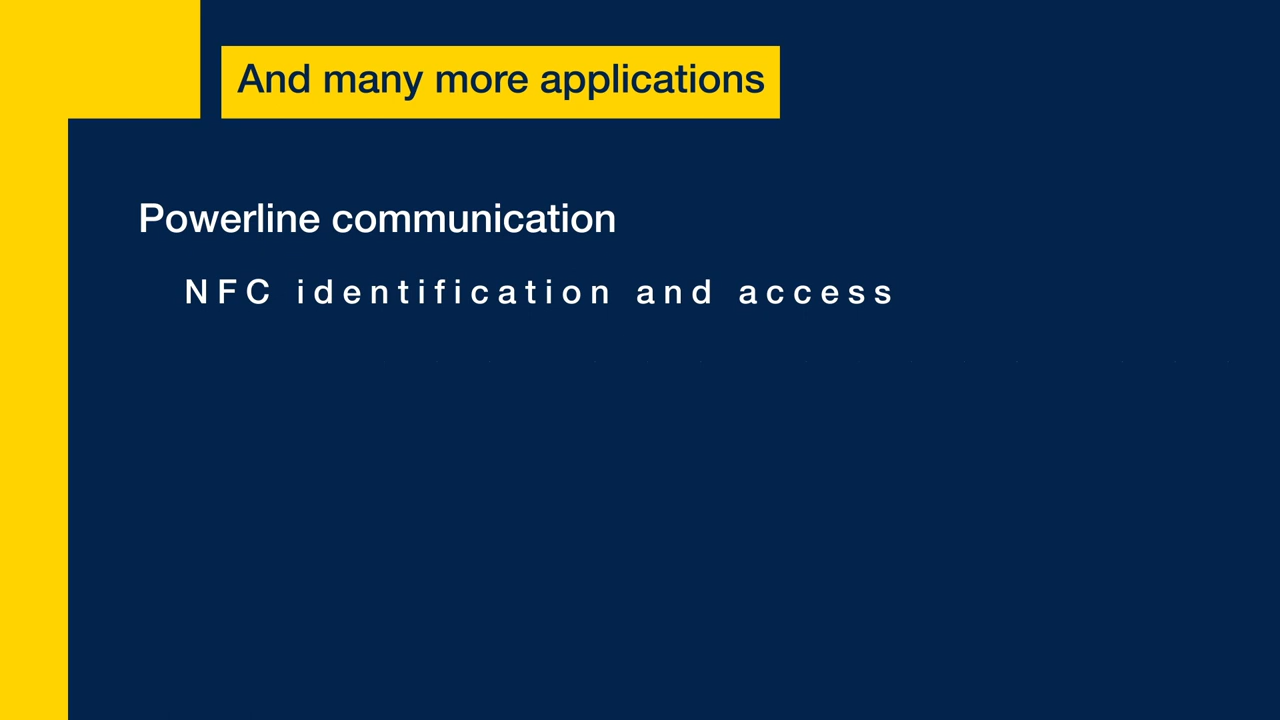 And many more applications
Powerline communication
NFC identification and access